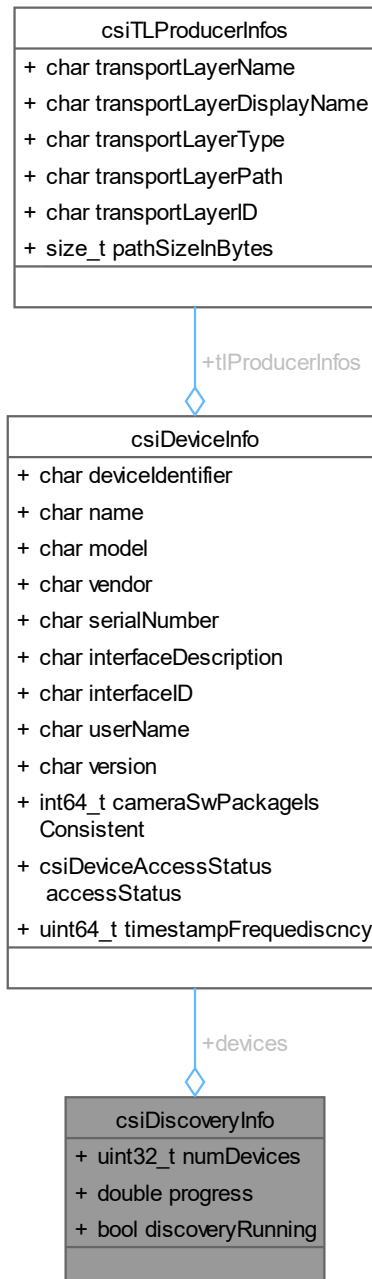 csiTLProducerInfos
+ char transportLayerName
+ char transportLayerDisplayName
+ char transportLayerType
+ char transportLayerPath
+ char transportLayerID
+ size_t pathSizeInBytes
+tlProducerInfos
csiDeviceInfo
+ char deviceIdentifier
+ char name
+ char model
+ char vendor
+ char serialNumber
+ char interfaceDescription
+ char interfaceID
+ char userName
+ char version
+ int64_t cameraSwPackageIs
Consistent
+ csiDeviceAccessStatus
accessStatus
+ uint64_t timestampFrequediscncy
+devices
csiDiscoveryInfo
+ uint32_t numDevices
+ double progress
+ bool discoveryRunning